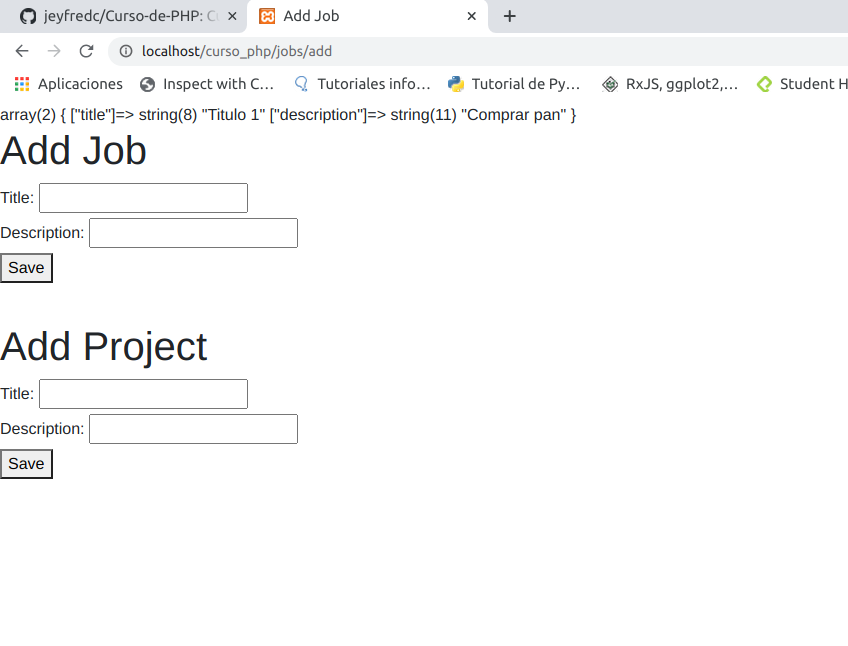 jeyfredc/Curso-de-PHP: Cu
Add Job
localhost/curso_php/jobs/add
Aplicaciones Inspect with C... Tutoriales info... Tutorial de Py... RxJS, ggplot2,... Student H
array(2) { ["title"]=> string(8) "Titulo 1" ["description"]=> string(11) "Comprar pan" }
Add Job
Title:
Description:
Save
Add Project
Title:
Description:
Save